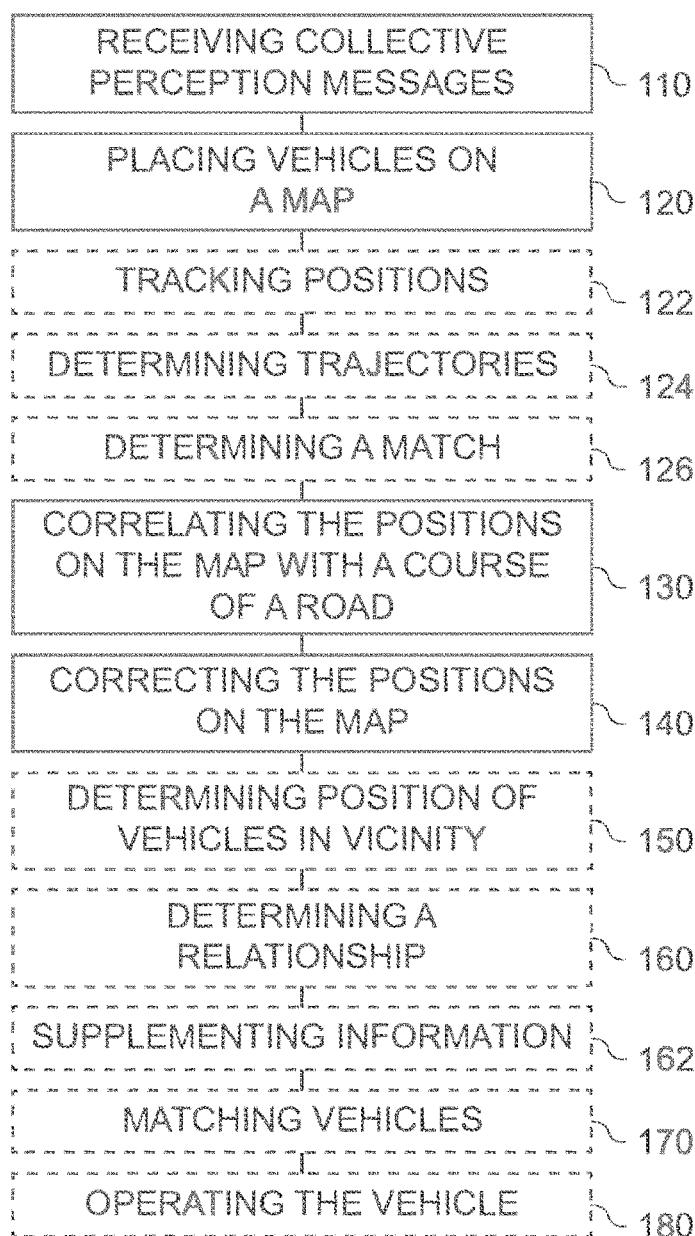 RECEIVING COLLECTIVE
PERCEPTION MESSAGES
110
PLACING VEHICLES ON
A MAP
120
TRACKING POSITIONS
122
DETERMINING TRAJECTORIES
124
DETERMINING A MATCH
126
CORRELATING THE POSITIONS
ON THE MAP WITH A COURSE
OF A ROAD
130
CORRECTING THE POSITIONS
ON THE MAP
140
DETERMINING POSITION OF
VEHICLES IN VICINITY
150
DETERMINING A
RELATIONSHIP
160
SUPPLEMENTING INFORMATION
162
MATCHING VEHICLES
170
OPERATING THE VEHICLE
180